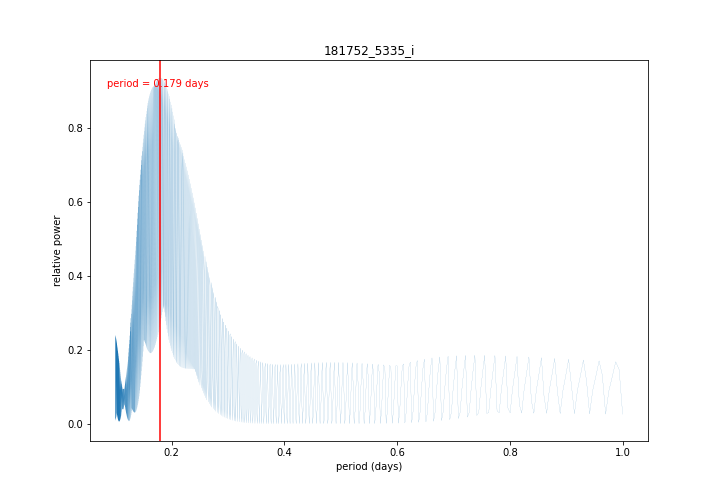 181752_5335_i
period = 0.179 days
relative power
0.8
0.6
0.4
0.2
0.0
0.2 0.4 0.6 0.8 1.0
period (days)